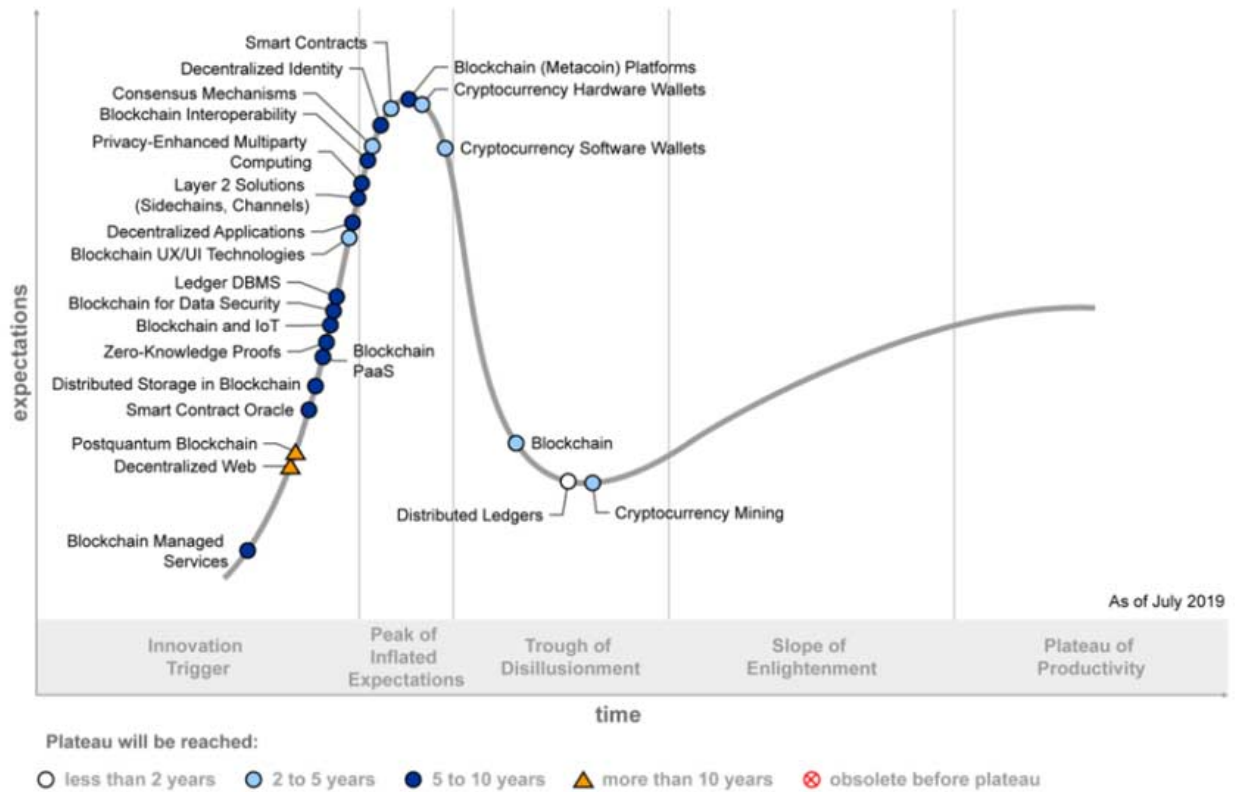 Smart Contracts
Decentralized Identity
Consensus Mechanisms
Blockchain Interoperability
Privacy-Enhanced Multiparty
Computing
Layer 2 Solutions
(Sidechains, Channels)
Decentralized Applications
Blockchain UX/UI Technologies
Ledger DBMS
Blockchain for Data Security
Blockchain and IoT
Zero-Knowledge Proofs
Blockchain
PaaS
Distributed Storage in Blockchain
Smart Contract Oracle
Postquantum Blockchain
Decentralized Web
Blockchain Managed
Services
Blockchain (Metacoin) Platforms
Cryptocurrency Hardware Wallets
Cryptocurrency Software Wallets
Blockchain
Distributed Ledgers
Cryptocurrency Mining
expectations
As of July 2019
Innovation
Trigger
Peak of
Inflated
Expectations
Trough of
Disillusionment
Slope of
Enlightenment
Plateau of
Productivity
time
Plateau will be reached:
less than 2 years
2 to 5 years
5 to 10 years
more than 10 years
obsolete before plateau